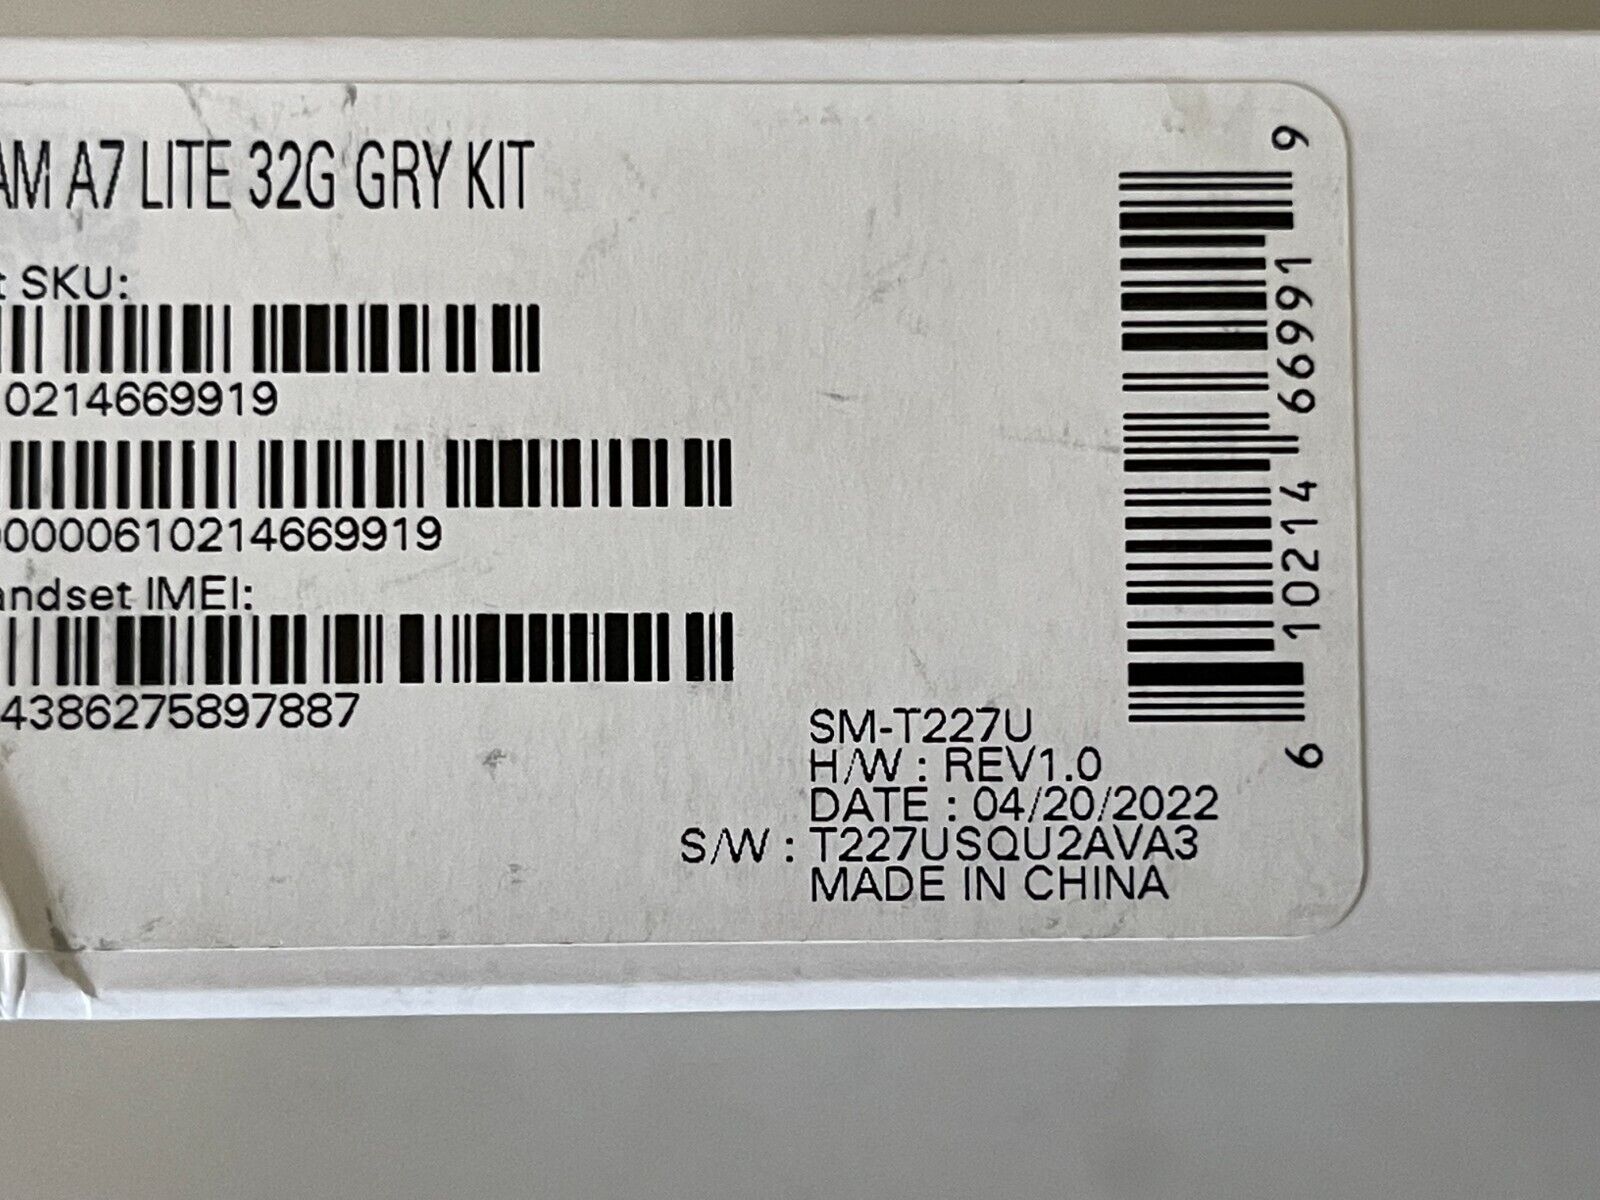 AM A7 LITE 32G GRY KIT
t SKU:
10214669919
00000610214669919
andset IMEI:
4386275897887
SM-T227U
H/W : REV1.0
DATE : 04/20/2022
S/W : T227USQU2AVA3
MADE IN CHINA
6 10214 66991 9